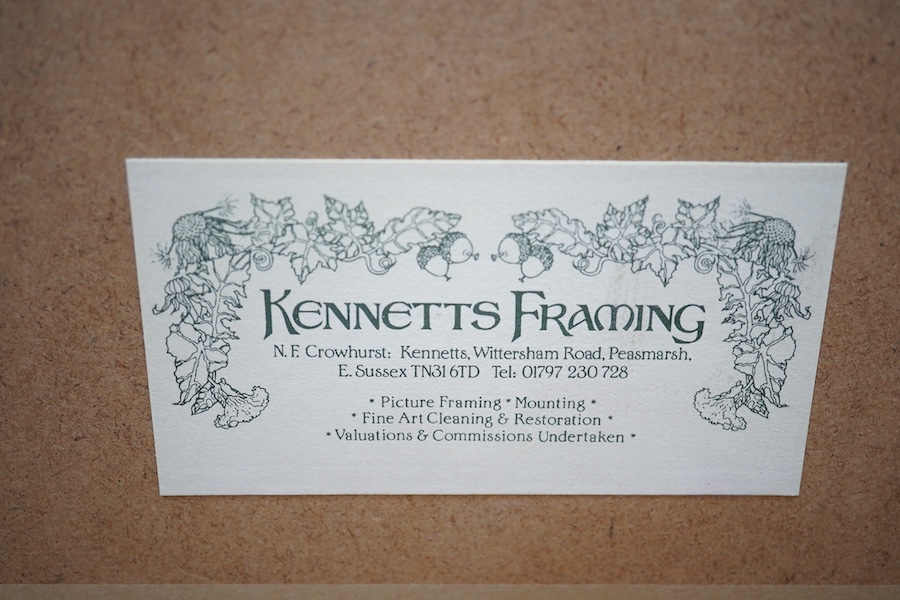 KENNETTS FRAMING
N. F. Crowhurst: Kennetts, Wittersham Road, Peasmarsh,
E. Sussex TN31 6TD Tel: 01797 230 728
* Picture Framing * Mounting *
* Fine Art Cleaning & Restoration *
* Valuations & Commissions Undertaken *